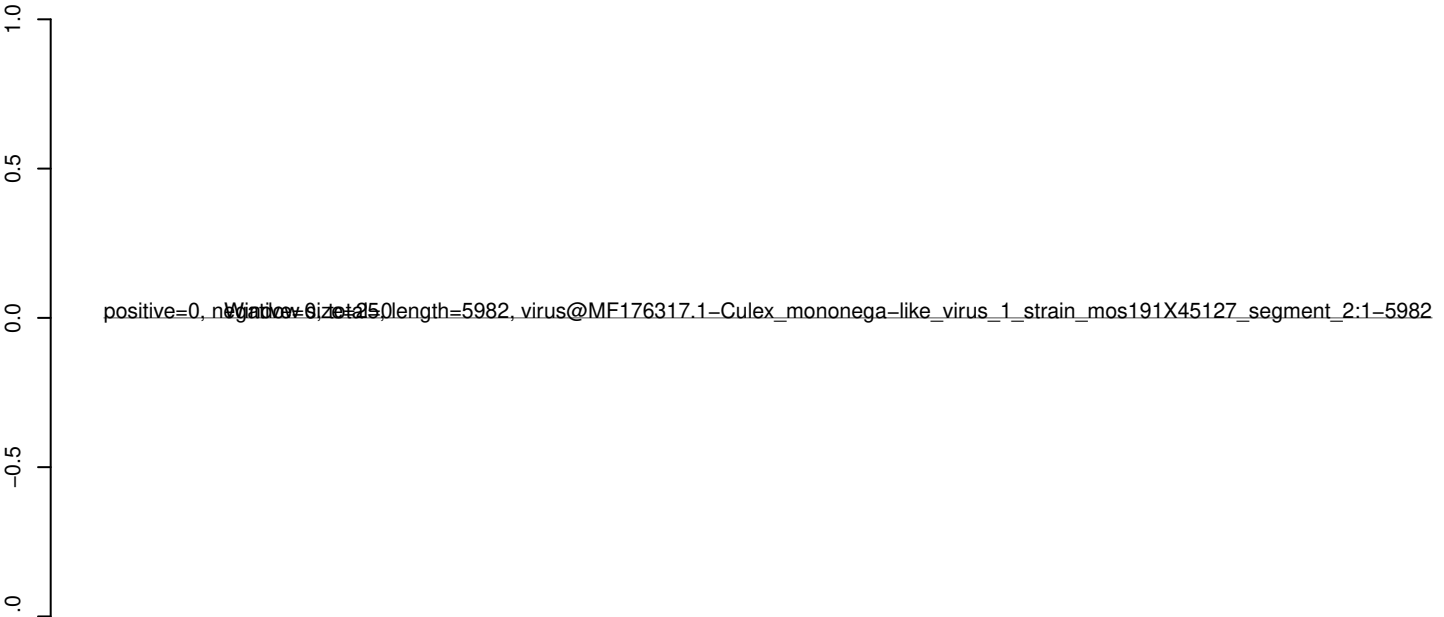 1.0
0.5
positive=0, negative=0, total=0, length=5982, virus@MF176317.1−Culex_mononega−like_virus_1_strain_mos191X45127_segment_2:1−5982
Window size=250
0.0
−0.5
.0